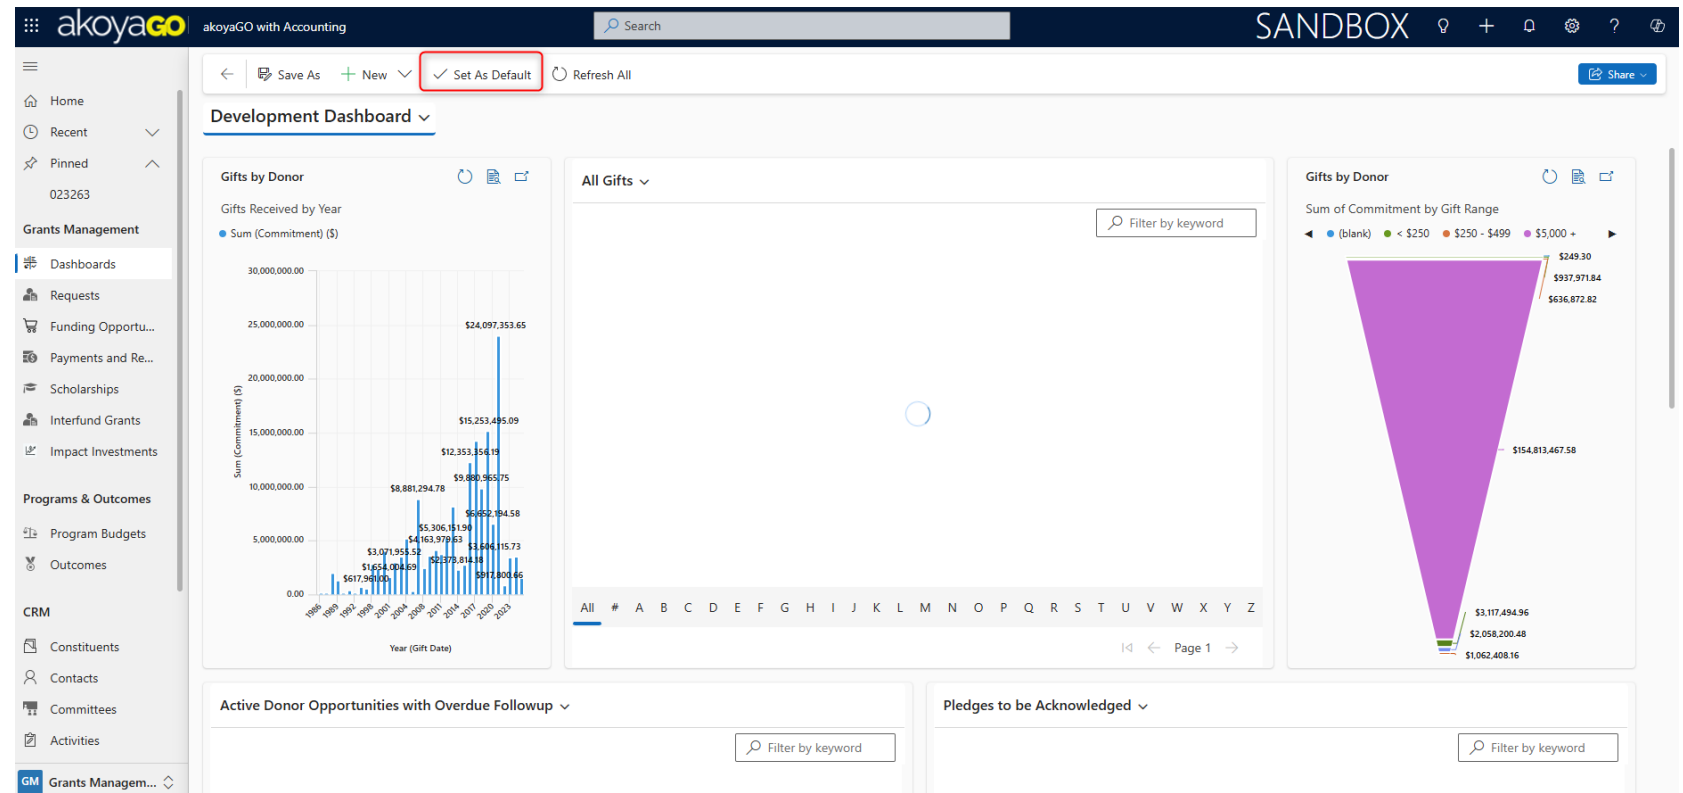 akoyaGO
akoyaGO with Accounting
Search
SANDBOX
Save As
New
Set As Default
Refresh All
Share
Home
Recent
Pinned
023263
Grants Management
Dashboards
Requests
Funding Opportu...
Payments and Re...
Scholarships
Interfund Grants
Impact Investments
Programs & Outcomes
Program Budgets
Outcomes
CRM
Constituents
Contacts
Committees
Activities
GM Grants Managem...
Development Dashboard
Gifts by Donor
Gifts Received by Year
Sum (Commitment) ($)
30,000,000.00
25,000,000.00
20,000,000.00
15,000,000.00
10,000,000.00
5,000,000.00
0.00
Sum (Commitment) ($)
$24,097,353.65
$15,253,495.09
$12,353,356.19
$9,880,965.75
$8,881,294.78
$6,652,194.58
$5,306,151.90
$4,163,979.63
$3,606,115.73
$3,071,955.52
$2,373,814.18
$1,654,004.69
$917,800.66
$617,961.00
1986 1989 1992 1998 2001 2004 2008 2011 2014 2017 2020 2023
Year (Gift Date)
All Gifts
Filter by keyword
All # A B C D E F G H I J K L M N O P Q R S T U V W X Y Z
Page 1
Gifts by Donor
Sum of Commitment by Gift Range
(blank) < $250 $250 - $499 $5,000 +
$249.30
$937,971.84
$636,872.82
$154,813,467.58
$3,117,494.96
$2,058,200.48
$1,062,408.16
Active Donor Opportunities with Overdue Followup
Filter by keyword
Pledges to be Acknowledged
Filter by keyword